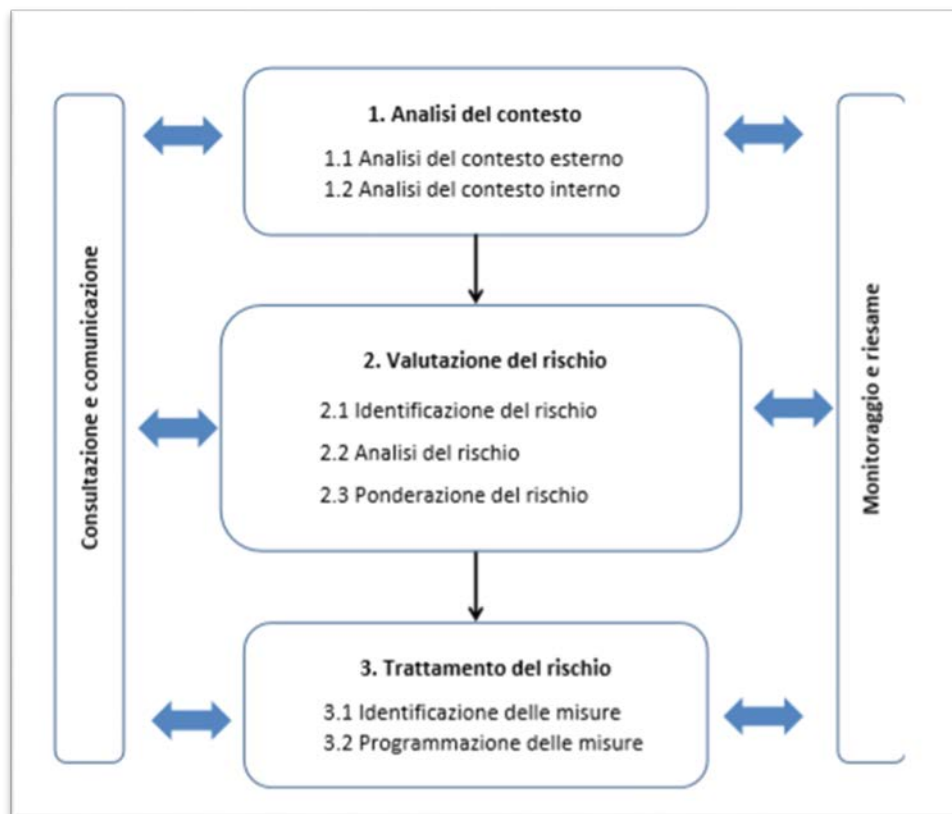 Consultazione e comunicazione
1. Analisi del contesto
1.1 Analisi del contesto esterno
1.2 Analisi del contesto interno
2. Valutazione del rischio
2.1 Identificazione del rischio
2.2 Analisi del rischio
2.3 Ponderazione del rischio
3. Trattamento del rischio
3.1 Identificazione delle misure
3.2 Programmazione delle misure
Monitoraggio e riesame